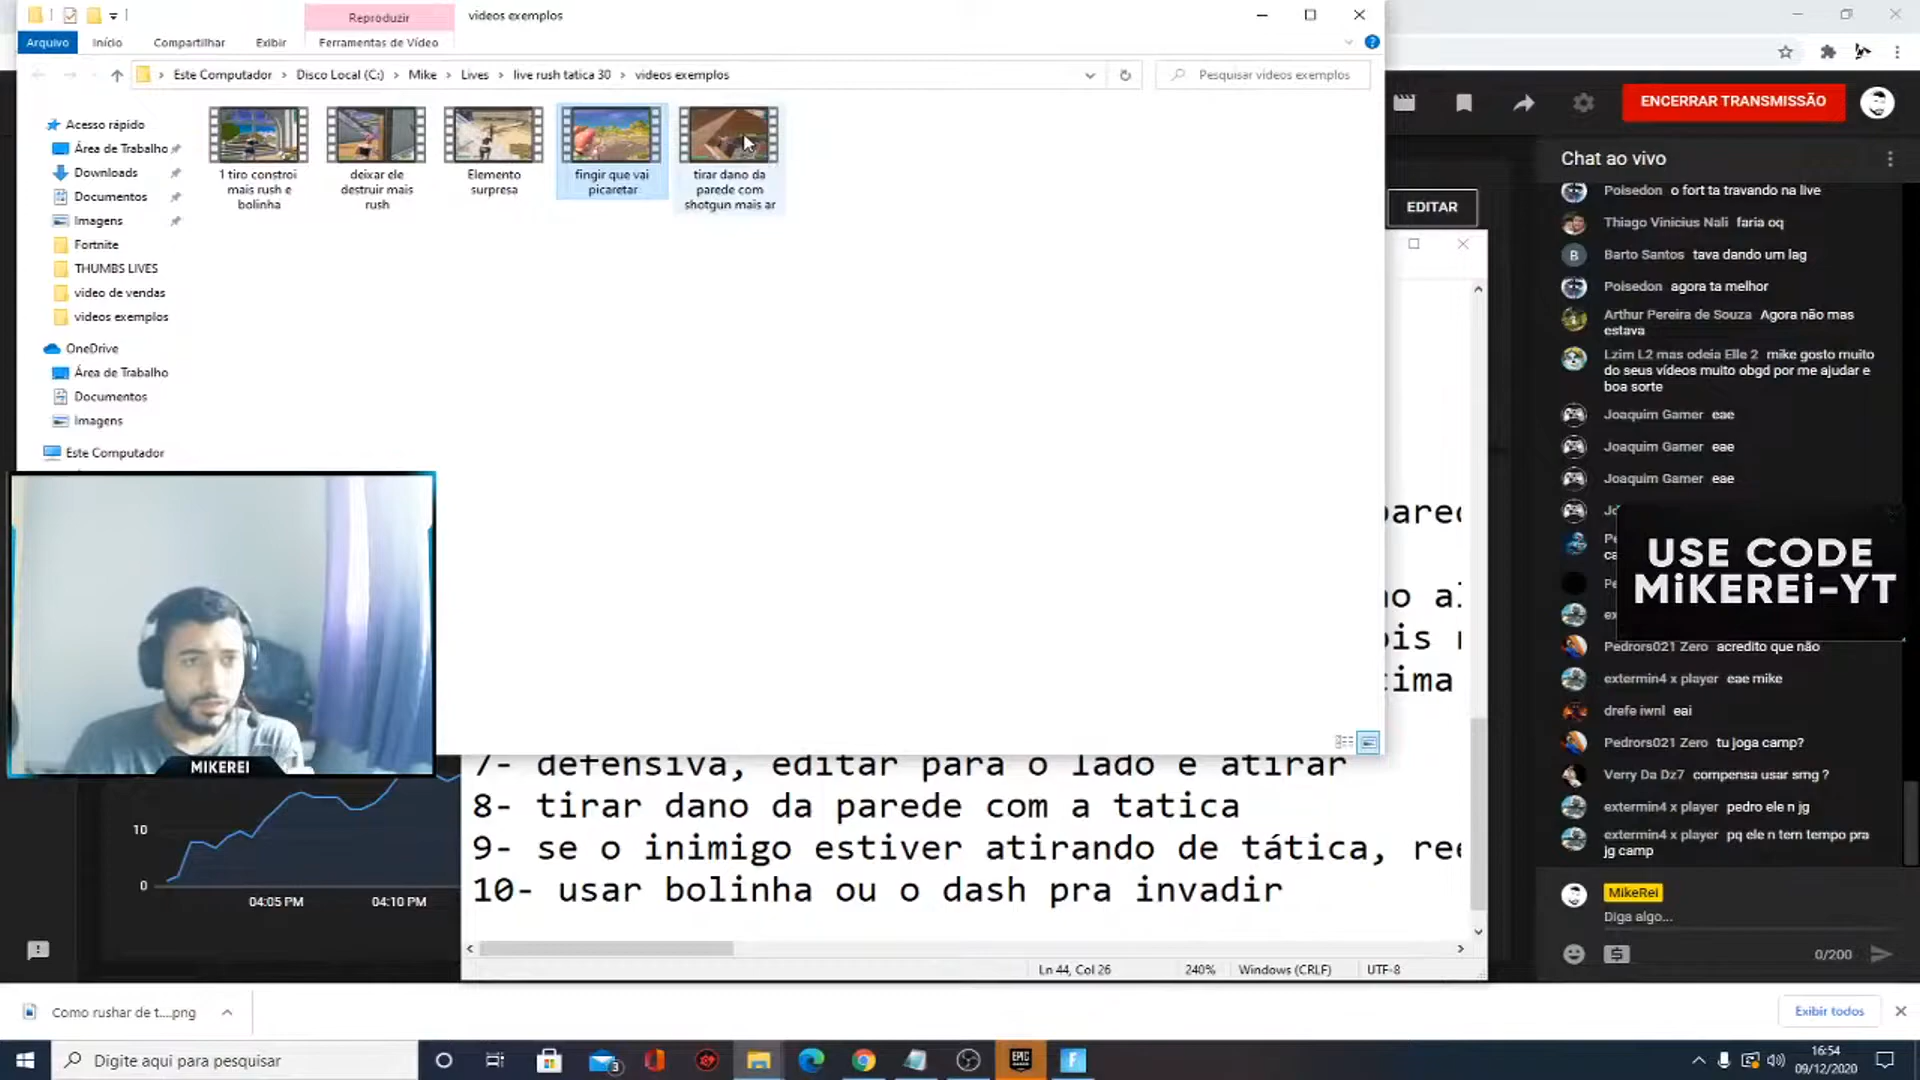 Reproduzir
videos exemplos
Arquivo
Início
Compartilhar
Exibir
Ferramentas de Vídeo
Este Computador
Disco Local (C:)
Mike
Lives
live rush tatica 30
videos exemplos
Pesquisar videos exemplos
Acesso rápido
Área de Trabalho
Downloads
Documentos
Imagens
Fortnite
THUMBS LIVES
video de vendas
videos exemplos
OneDrive
Área de Trabalho
Documentos
Imagens
Este Computador
1 tiro constroi
mais rush e
bolinha
deixar ele
destruir mais
rush
Elemento
surpresa
fingir que vai
picaretar
tirar dano da
parede com
shotgun mais ar
MIKEREI
7- defensiva, editar para o lado e atirar
8- tirar dano da parede com a tatica
9- se o inimigo estiver atirando de tática,
10- usar bolinha ou o dash pra invadir
Ln 44, Col 26
240%
Windows (CRLF)
UTF-8
10
0
04:05 PM
04:10 PM
ENCERRAR TRANSMISSÃO
EDITAR
Chat ao vivo
Poisedon o fort ta travando na live
Thiago Vinicius Nali faria oq
B
Barto Santos tava dando um lag
Poisedon agora ta melhor
Arthur Pereira de Souza Agora não mas
estava
Lzim L2 mas odeia Elle 2 mike gosto muito
do seus vídeos muito obgd por me ajudar e
boa sorte
Joaquim Gamer eae
Joaquim Gamer eae
Joaquim Gamer eae
USE CODE
MiKEREi-YT
Pedrors021 Zero acredito que não
extermin4 x player eae mike
drefe iwnl eai
Pedrors021 Zero tu joga camp?
Verry Da Dz7 compensa usar smg ?
extermin4 x player pedro ele n jg
extermin4 x player pq ele n tem tempo pra
jg camp
MikeRei
Diga algo...
0/200
Como rushar de t....png
Exibir todos
Digite aqui para pesquisar
3
EPIC
16:54
09/12/2020